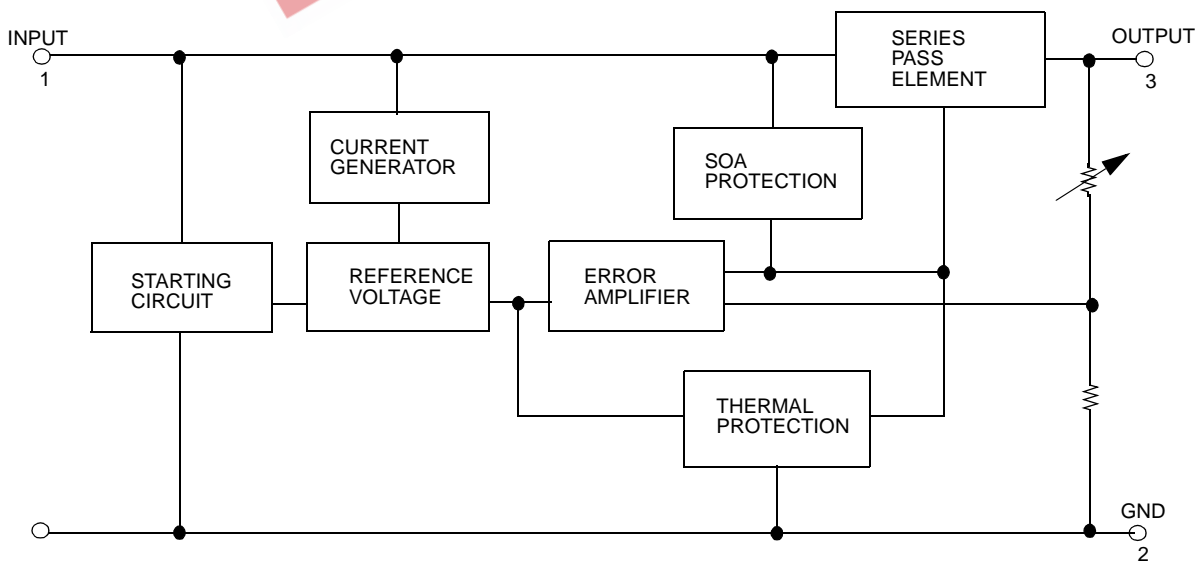 INPUT
1
SERIES
PASS
ELEMENT
OUTPUT
3
CURRENT
GENERATOR
SOA
PROTECTION
STARTING
CIRCUIT
REFERENCE
VOLTAGE
ERROR
AMPLIFIER
THERMAL
PROTECTION
GND
2